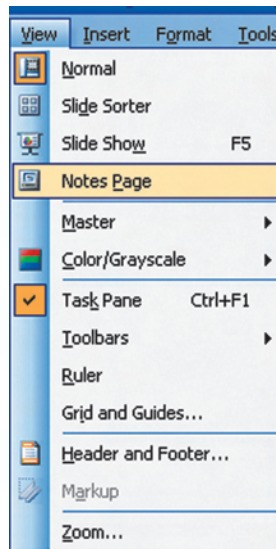 View Insert Format Tools
Normal
Slide Sorter
Slide Show F5
Notes Page
Master
Color/Grayscale
Task Pane Ctrl+F1
Toolbars
Ruler
Grid and Guides...
Header and Footer...
Markup
Zoom...